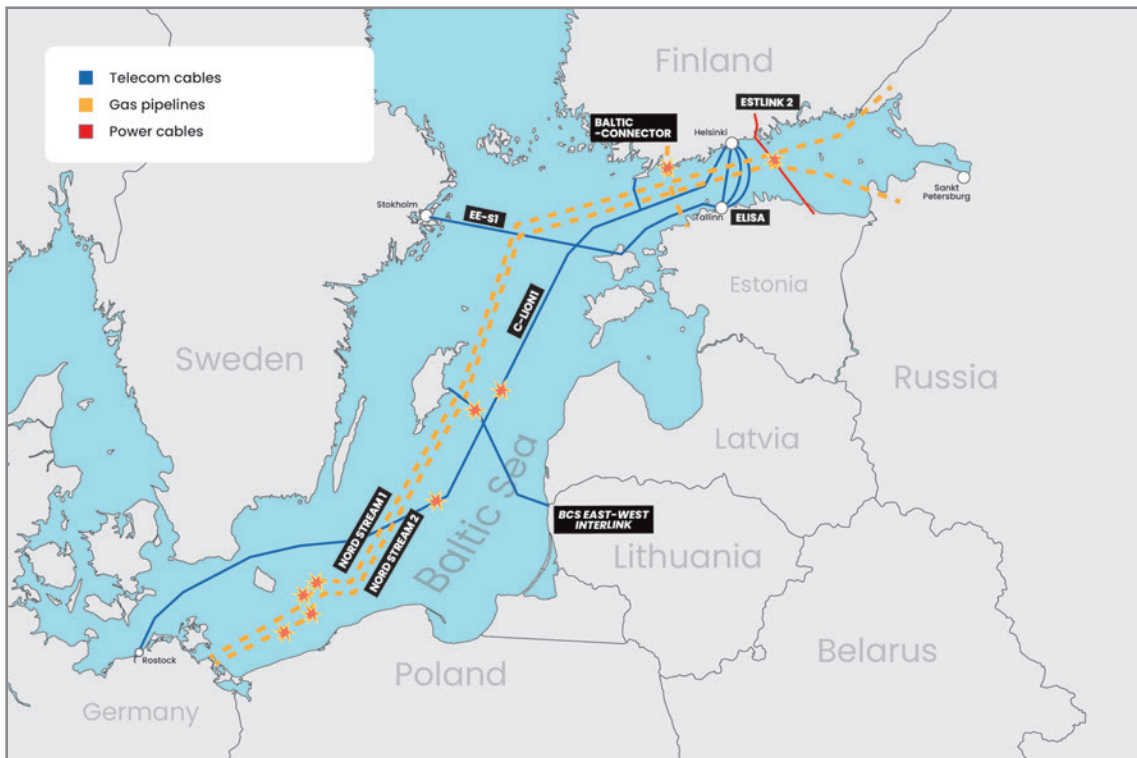 Telecom cables
Gas pipelines
Power cables
Finland
ESTLINK 2
BALTIC
-CONNECTOR
Helsinki
Sankt
Petersburg
Stokholm
EE-S1
Tallinn
ELISA
Estonia
C-LION1
Sweden
Russia
Latvia
NORD STREAM 1
NORD STREAM 2
Baltic Sea
BCS EAST-WEST
INTERLINK
Lithuania
Belarus
Rostock
Poland
Germany